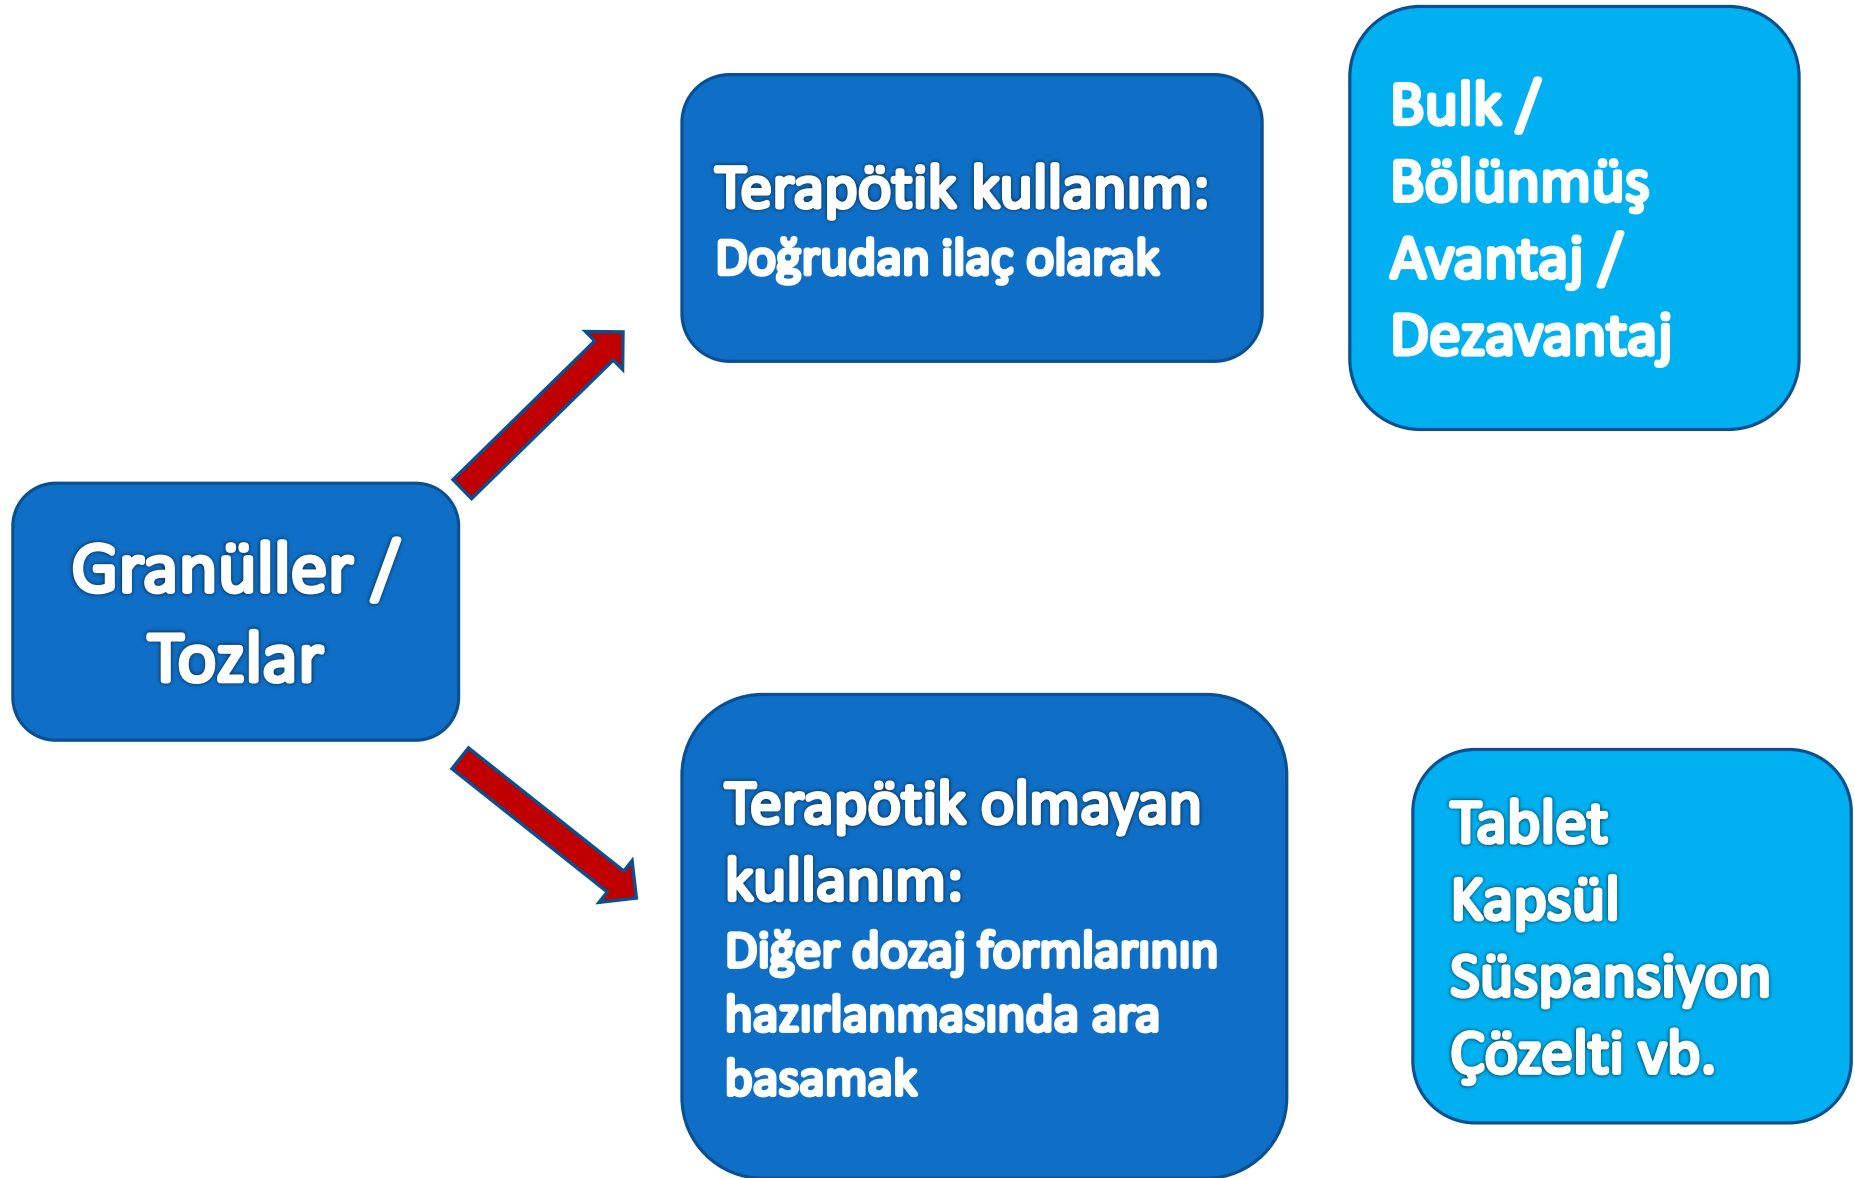 Granüller /
Tozlar
Terapötik kullanım:
Doğrudan ilaç olarak
Bulk /
Bölünmüş
Avantaj /
Dezavantaj
Terapötik olmayan
kullanım:
Diğer dozaj formlarının
hazırlanmasında ara
basamak
Tablet
Kapsül
Süspansiyon
Çözelti vb.